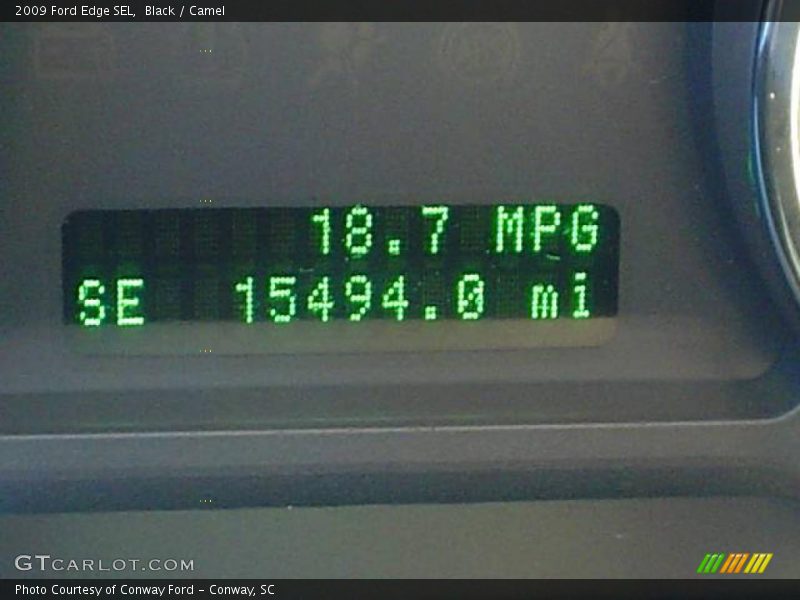 2009 Ford Edge SEL, Black / Camel
18.7 MPG
SE 15494.0 mi
GTCARLOT.COM
Photo Courtesy of Conway Ford - Conway, SC